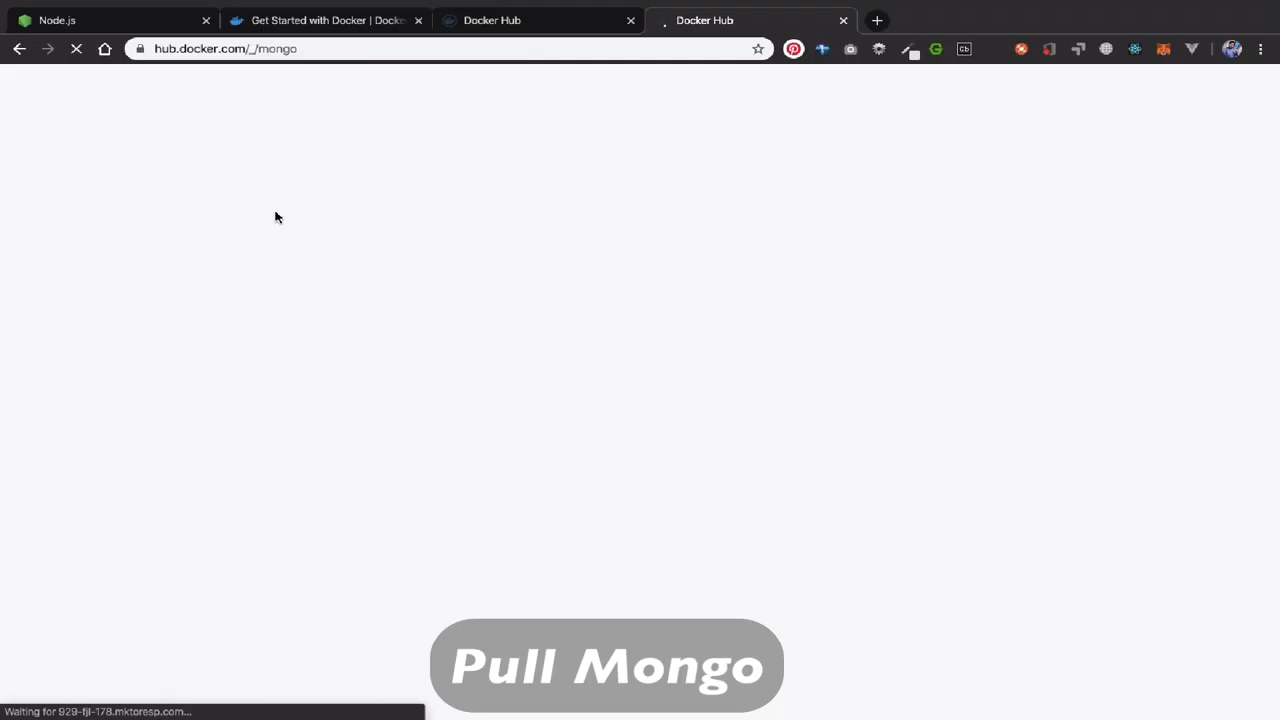 Node.js
Get Started with Docker | Docke
Docker Hub
Docker Hub
hub.docker.com/_/mongo
Pull Mongo
Waiting for 929-fjl-178.mktoresp.com...